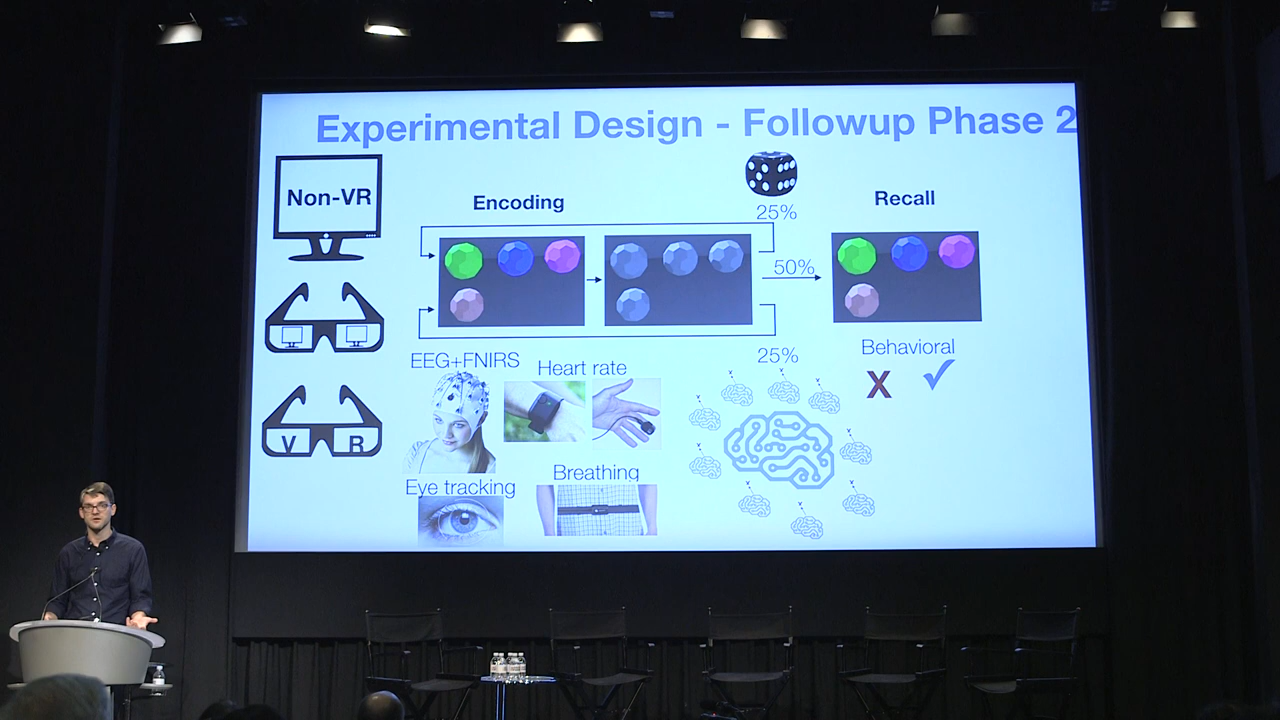 Experimental Design - Followup Phase 2
Non-VR
Encoding
25%
Recall
50%
V R
EEG+FNIRS
Heart rate
25%
Behavioral
X
Eye tracking
Breathing